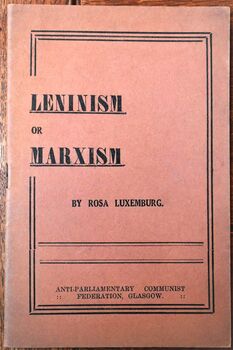 LENINISM
OR
MARXISM
BY ROSA LUXEMBURG.
ANTI-PARLIAMENTARY COMMUNIST
:: FEDERATION, GLASGOW. ::